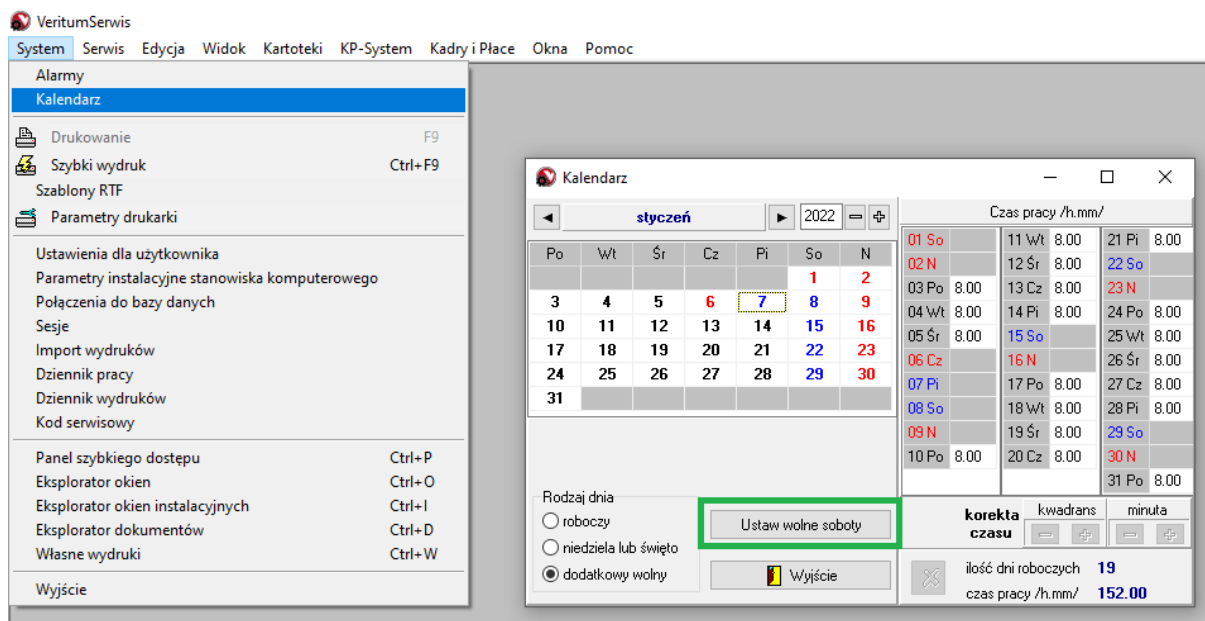 VeritumSerwis
System Serwis Edycja Widok Kartoteki KP-System Kadry i Płace Okna Pomoc
Alarmy
Kalendarz
Drukowanie F9
Szybki wydruk Ctrl+F9
Szablony RTF
Parametry drukarki
Ustawienia dla użytkownika
Parametry instalacyjne stanowiska komputerowego
Połączenia do bazy danych
Sesje
Import wydruków
Dziennik pracy
Dziennik wydruków
Kod serwisowy
Panel szybkiego dostępu Ctrl+P
Eksplorator okien Ctrl+O
Eksplorator okien instalacyjnych Ctrl+I
Eksplorator dokumentów Ctrl+D
Własne wydruki Ctrl+W
Wyjście
Kalendarz
styczeń 2022
Po Wt Śr Cz Pi So N
1 2
3 4 5 6 7 8 9
10 11 12 13 14 15 16
17 18 19 20 21 22 23
24 25 26 27 28 29 30
31
Rodzaj dnia
roboczy
niedziela lub święto
dodatkowy wolny
Ustaw wolne soboty
Wyjście
Czas pracy /h.mm/
01 So 11 Wt 8.00 21 Pi 8.00
02 N 12 Śr 8.00 22 So
03 Po 8.00 13 Cz 8.00 23 N
04 Wt 8.00 14 Pi 8.00 24 Po 8.00
05 Śr 8.00 15 So 25 Wt 8.00
06 Cz 16 N 26 Śr 8.00
07 Pi 17 Po 8.00 27 Cz 8.00
08 So 18 Wt 8.00 28 Pi 8.00
09 N 19 Śr 8.00 29 So
10 Po 8.00 20 Cz 8.00 30 N
31 Po 8.00
korekta czasu kwadrans minuta
ilość dni roboczych 19
czas pracy /h.mm/ 152.00